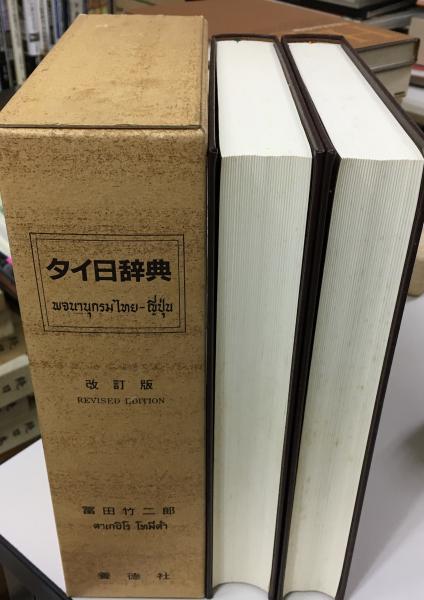 タイ日辞典
พจนานุกรมไทย-ญี่ปุ่น
改訂版
REVISED EDITION
冨田竹二郎
ตาเกอิโร โทมีต้า
養徳社